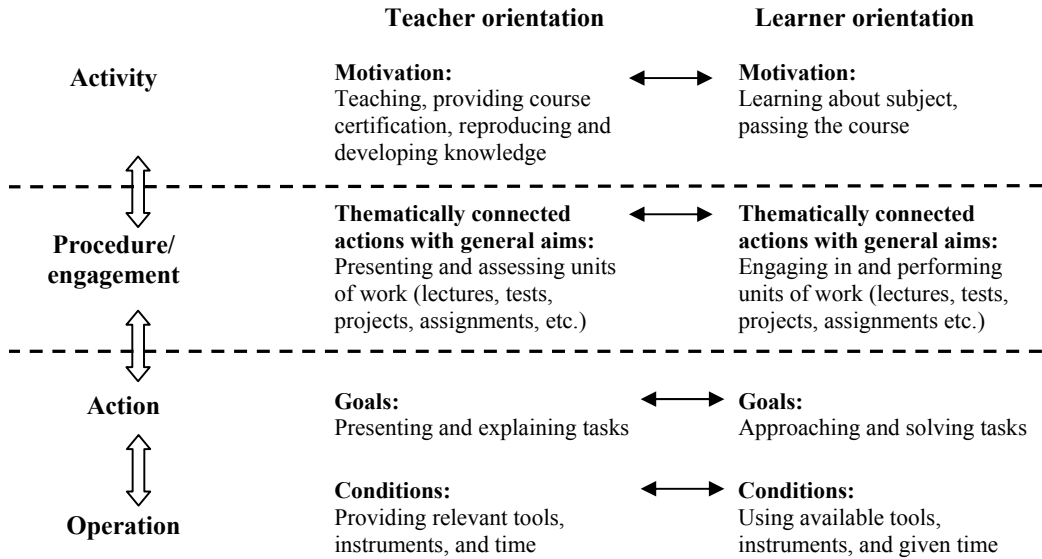 Teacher orientation
Learner orientation
Activity
Motivation:
Teaching, providing course
certification, reproducing and
developing knowledge
Motivation:
Learning about subject,
passing the course
Procedure/
engagement
Thematically connected
actions with general aims:
Presenting and assessing units
of work (lectures, tests,
projects, assignments, etc.)
Thematically connected
actions with general aims:
Engaging in and performing
units of work (lectures, tests,
projects, assignments etc.)
Action
Goals:
Presenting and explaining tasks
Goals:
Approaching and solving tasks
Operation
Conditions:
Providing relevant tools,
instruments, and time
Conditions:
Using available tools,
instruments, and given time